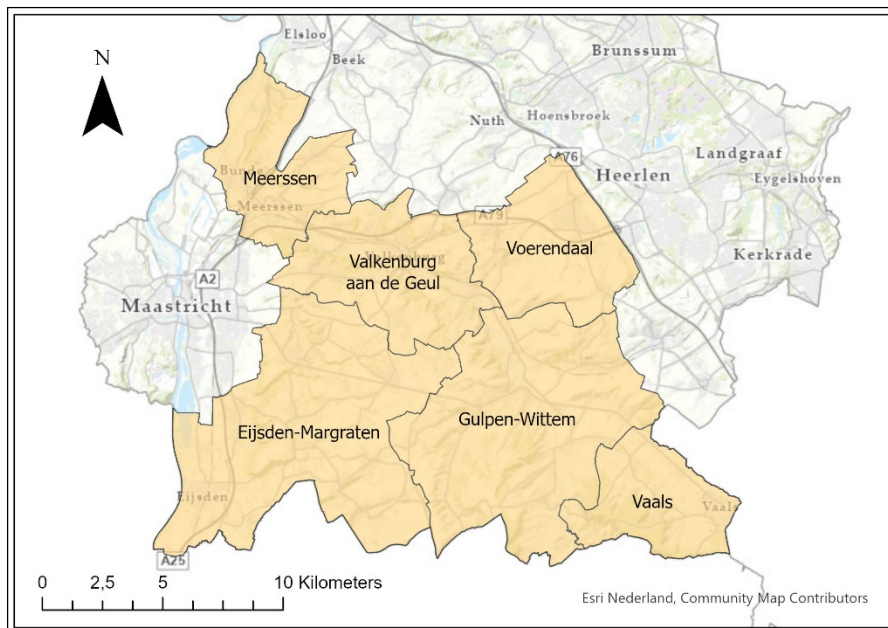 Elsloo
Beek
Brunssum
N
Nuth
Hoensbroek
A76
Landgraaf
Heerlen
Eygelshoven
Meerssen
Meerssen
A79
Voerendaal
Kerkrade
Valkenburg
aan de Geul
A2
Maastricht
Eijsden-Margraten
Gulpen-Wittem
Eijsden
Vaals
Vaals
A25
0 2,5 5 10 Kilometers
Esri Nederland, Community Map Contributors